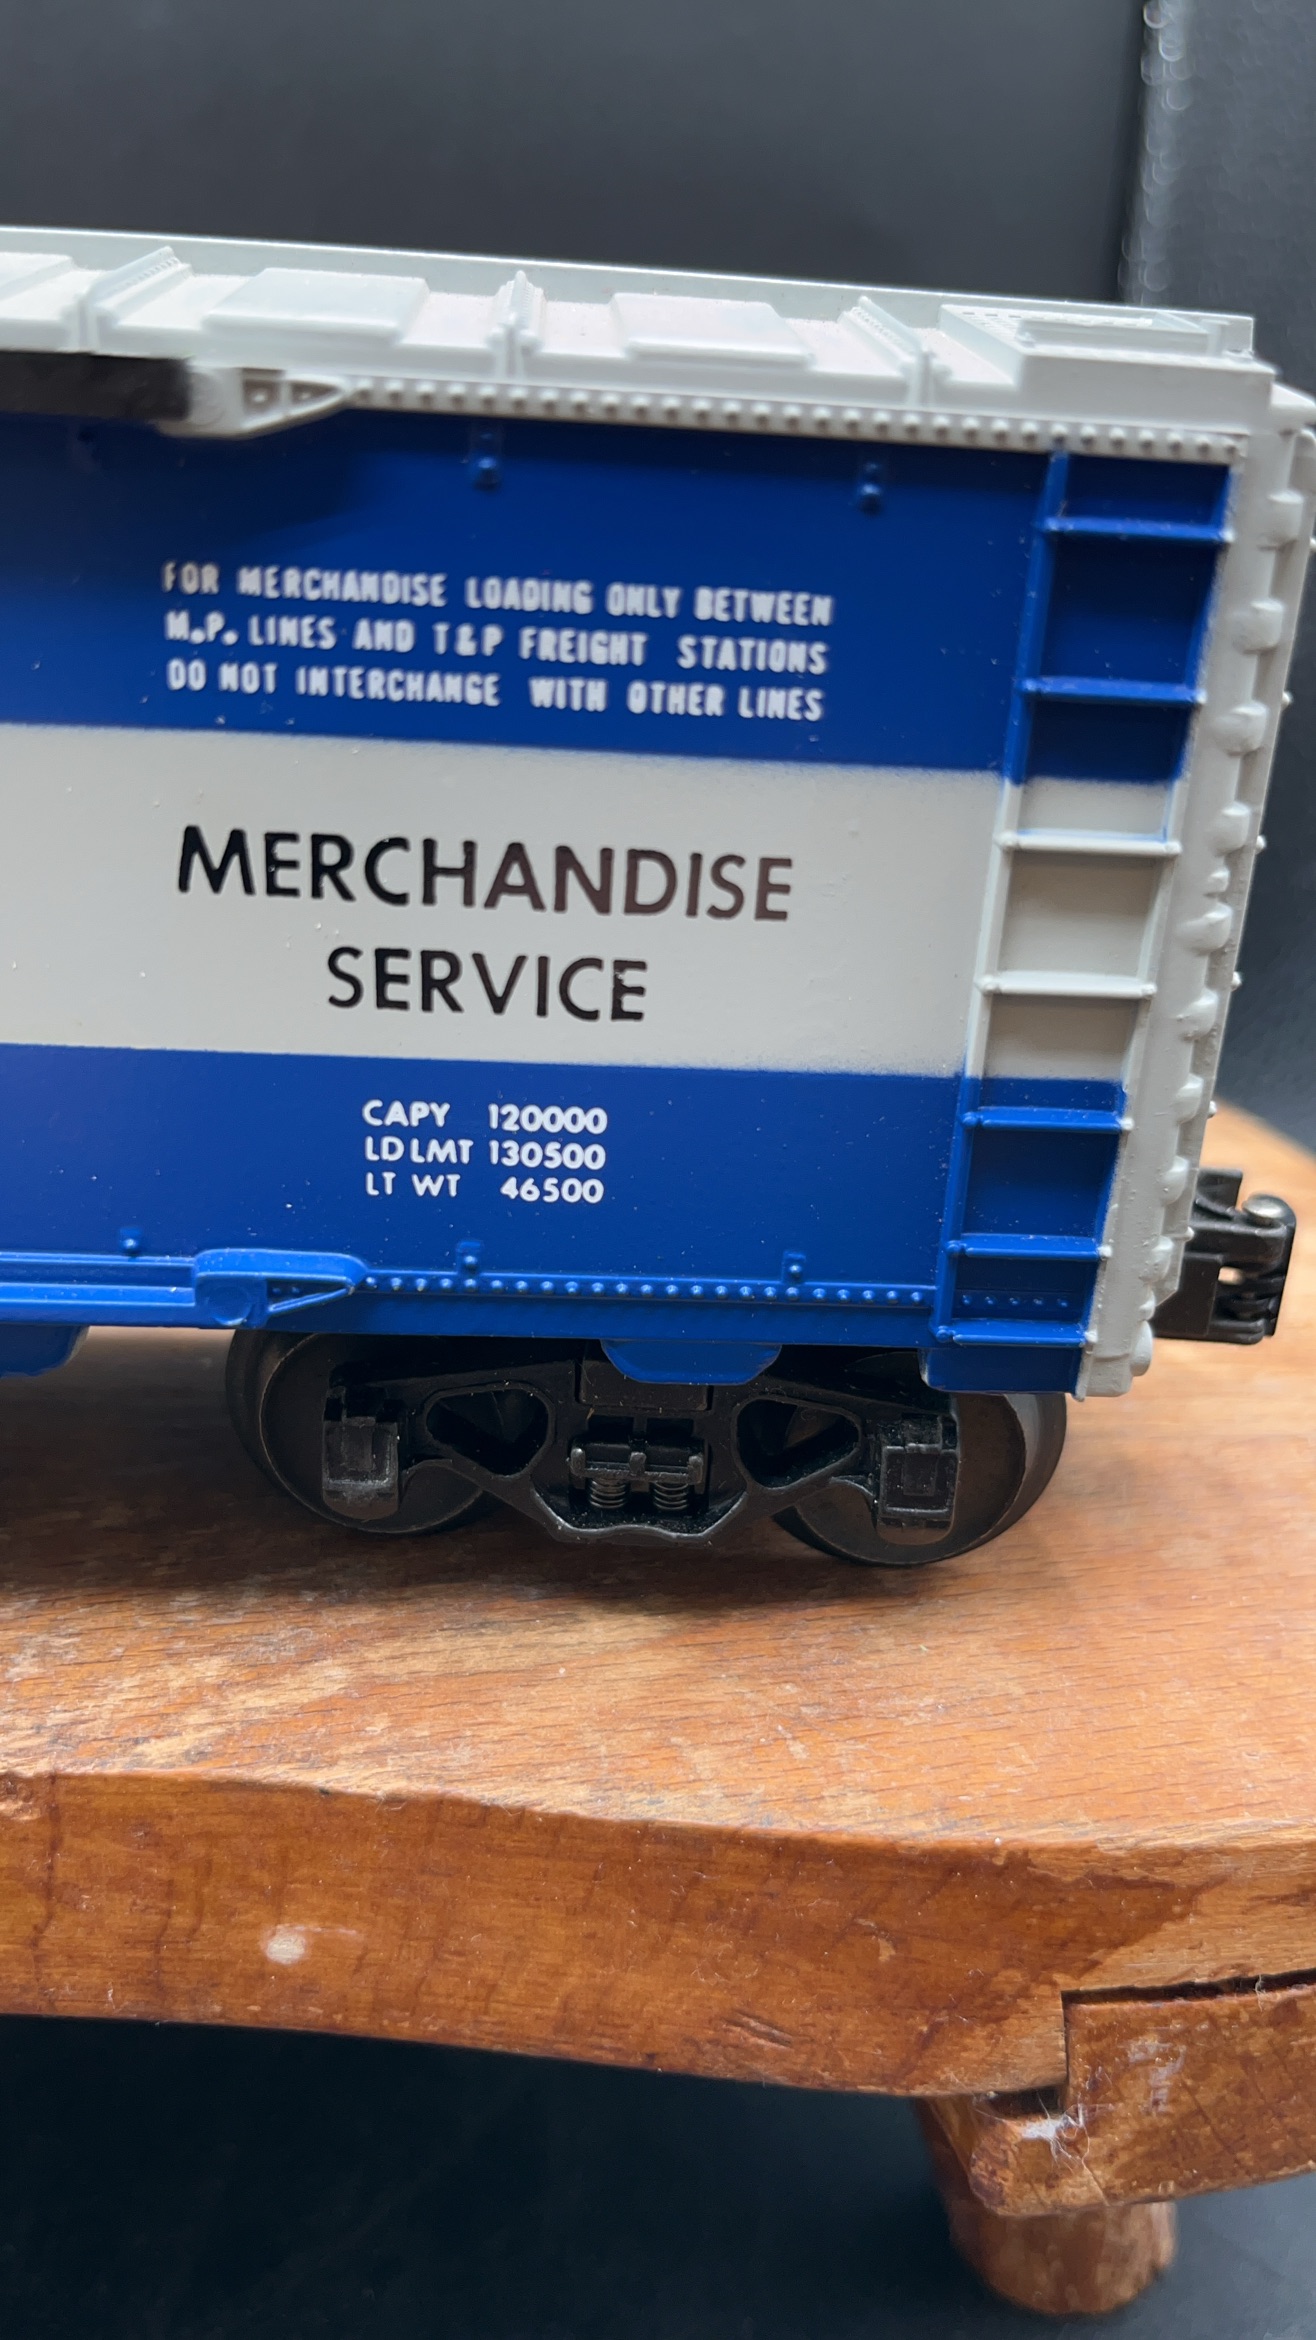 FOR MERCHANDISE LOADING ONLY BETWEEN
M.P. LINES AND T&P FREIGHT STATIONS
DO NOT INTERCHANGE WITH OTHER LINES
MERCHANDISE
SERVICE
CAPY 120000
LD LMT 130500
LT WT 46500